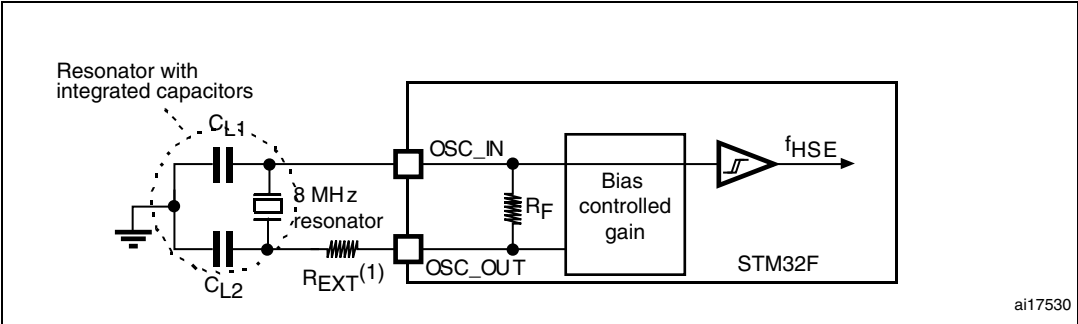 Resonator with
integrated capacitors
CL1
OSC_IN
fHSE
8 MHz
resonator
RF
Bias
controlled
gain
OSC_OUT
STM32F
REXT(1)
CL2
ai17530